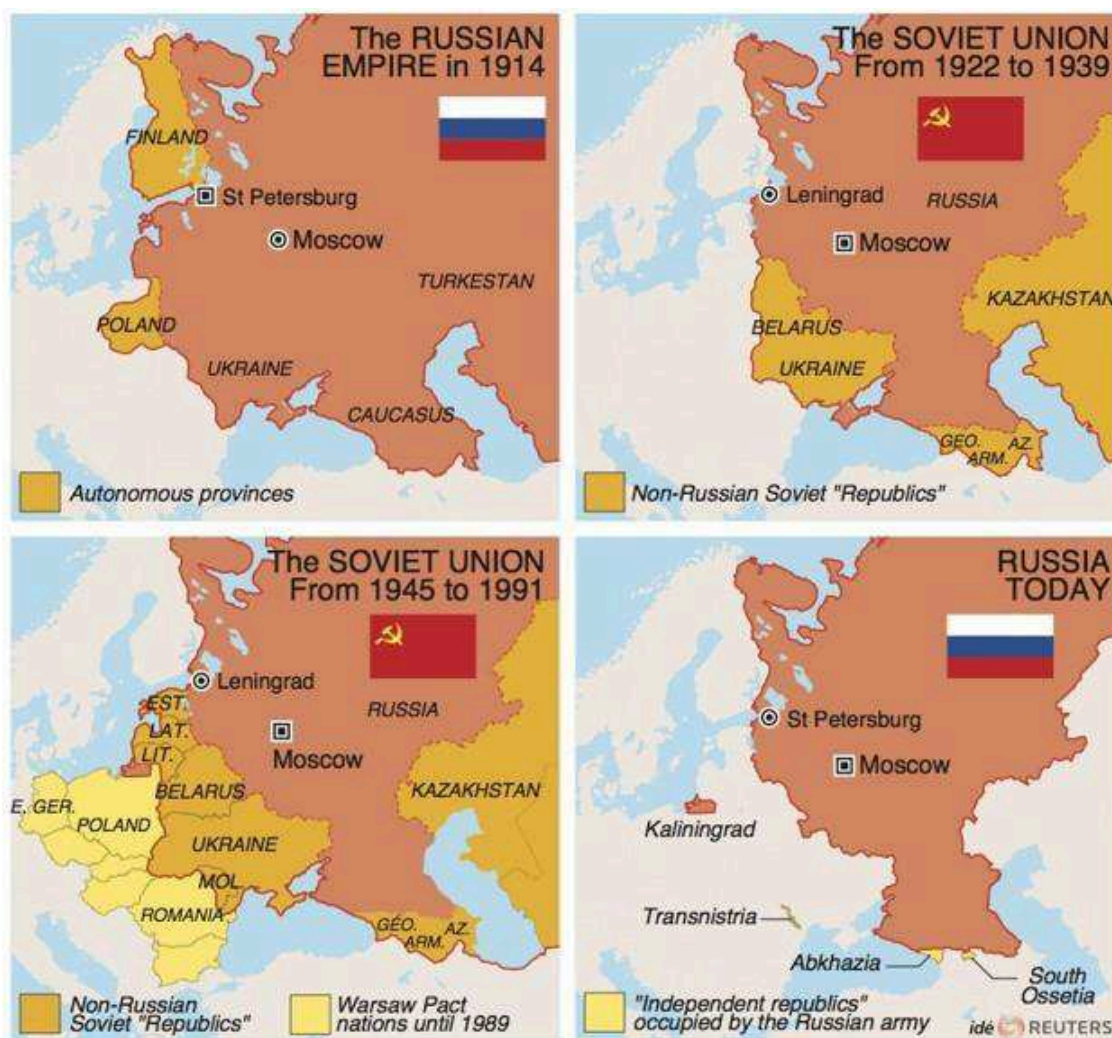 The RUSSIAN
EMPIRE in 1914
FINLAND
St Petersburg
Moscow
TURKESTAN
POLAND
UKRAINE
CAUCASUS
Autonomous provinces
The SOVIET UNION
From 1922 to 1939
Leningrad
RUSSIA
Moscow
KAZAKHSTAN
BELARUS
UKRAINE
GEO.
AZ.
ARM.
Non-Russian Soviet "Republics"
The SOVIET UNION
From 1945 to 1991
Leningrad
EST.
RUSSIA
LAT.
LIT.
Moscow
BELARUS
KAZAKHSTAN
E. GER.
POLAND
UKRAINE
MOL.
ROMANIA
GÉO.
AZ.
ARM.
Non-Russian
Soviet "Republics"
Warsaw Pact
nations until 1989
RUSSIA
TODAY
St Petersburg
Moscow
Kaliningrad
Transnistria
Abkhazia
South
Ossetia
"Independent republics"
occupied by the Russian army
idé REUTERS